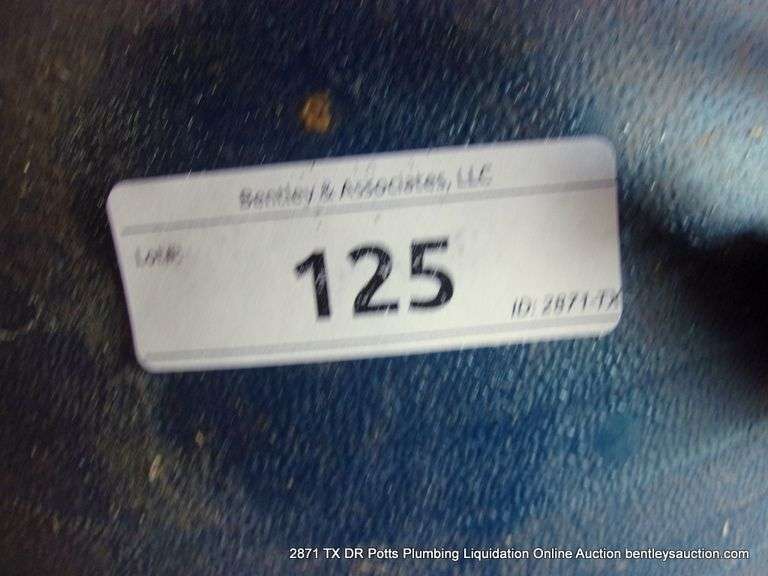 Bentley & Associates, LLC
Lot#:
125
ID: 2871-TX
2871 TX DR Potts Plumbing Liquidation Online Auction bentleysauction.com